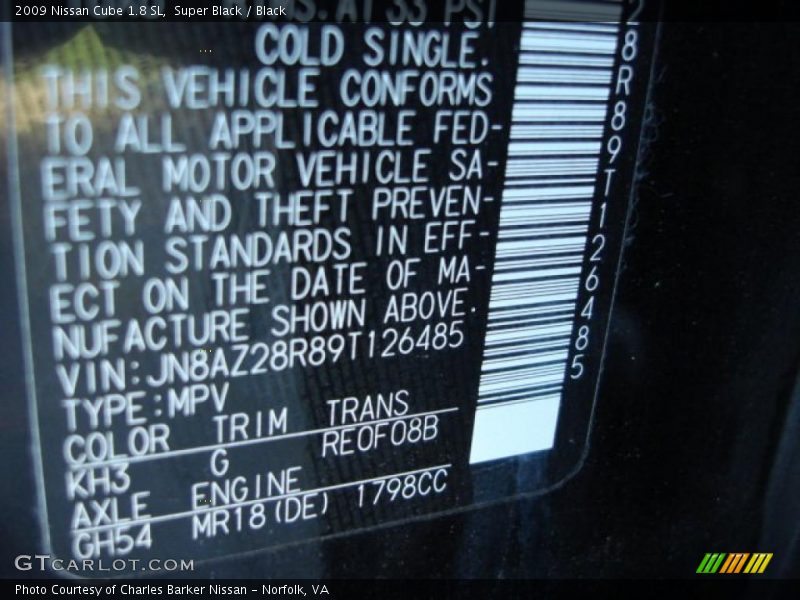 2009 Nissan Cube 1.8 SL, Super Black / Black
AT 33 PSI
COLD SINGLE.
THIS VEHICLE CONFORMS
TO ALL APPLICABLE FED-
ERAL MOTOR VEHICLE SA-
FETY AND THEFT PREVEN-
TION STANDARDS IN EFF-
ECT ON THE DATE OF MA-
NUFACTURE SHOWN ABOVE.
VIN:JN8AZ28R89T126485
TYPE:MPV
COLOR TRIM TRANS
KH3 G RE0F08B
AXLE ENGINE
GH54 MR18(DE) 1798CC
28R89T126485
GTCARLOT.COM
Photo Courtesy of Charles Barker Nissan - Norfolk, VA